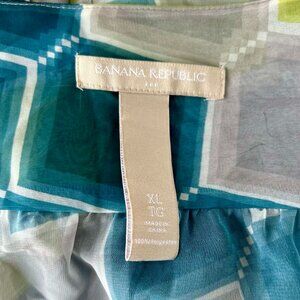 BANANA REPUBLIC
XL
TG
MADE IN
CHINA
100% Polyester